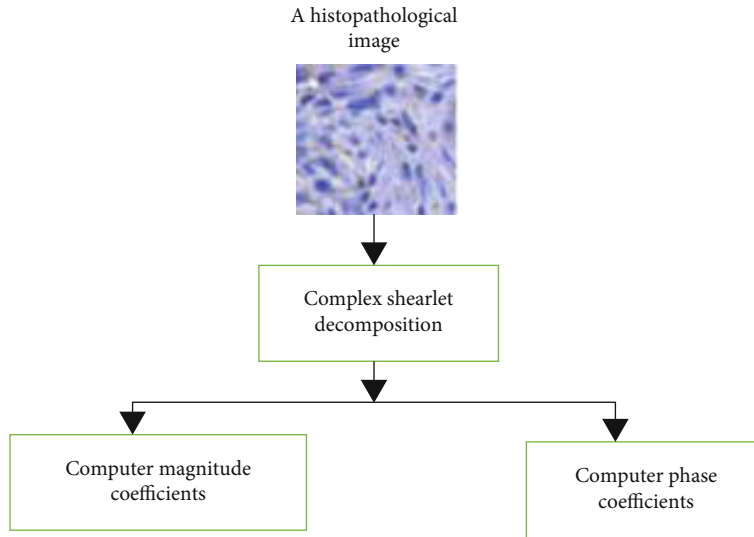 A histopathological
image
Complex shearlet
decomposition
Computer magnitude
coefficients
Computer phase
coefficients